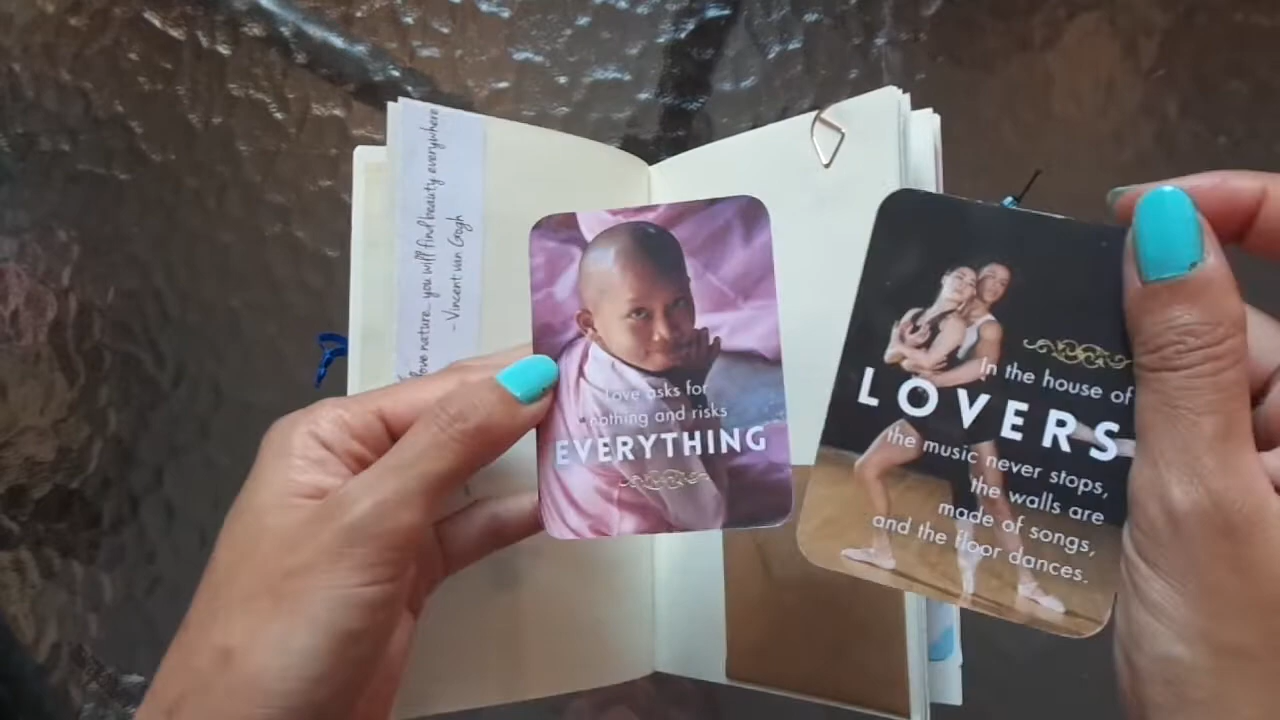 love nature... you will find beauty everywhere
- Vincent van Gogh
Love asks for
nothing and risks
EVERYTHING
In the house of
LOVERS
the music never stops,
the walls are
made of songs,
and the floor dances.